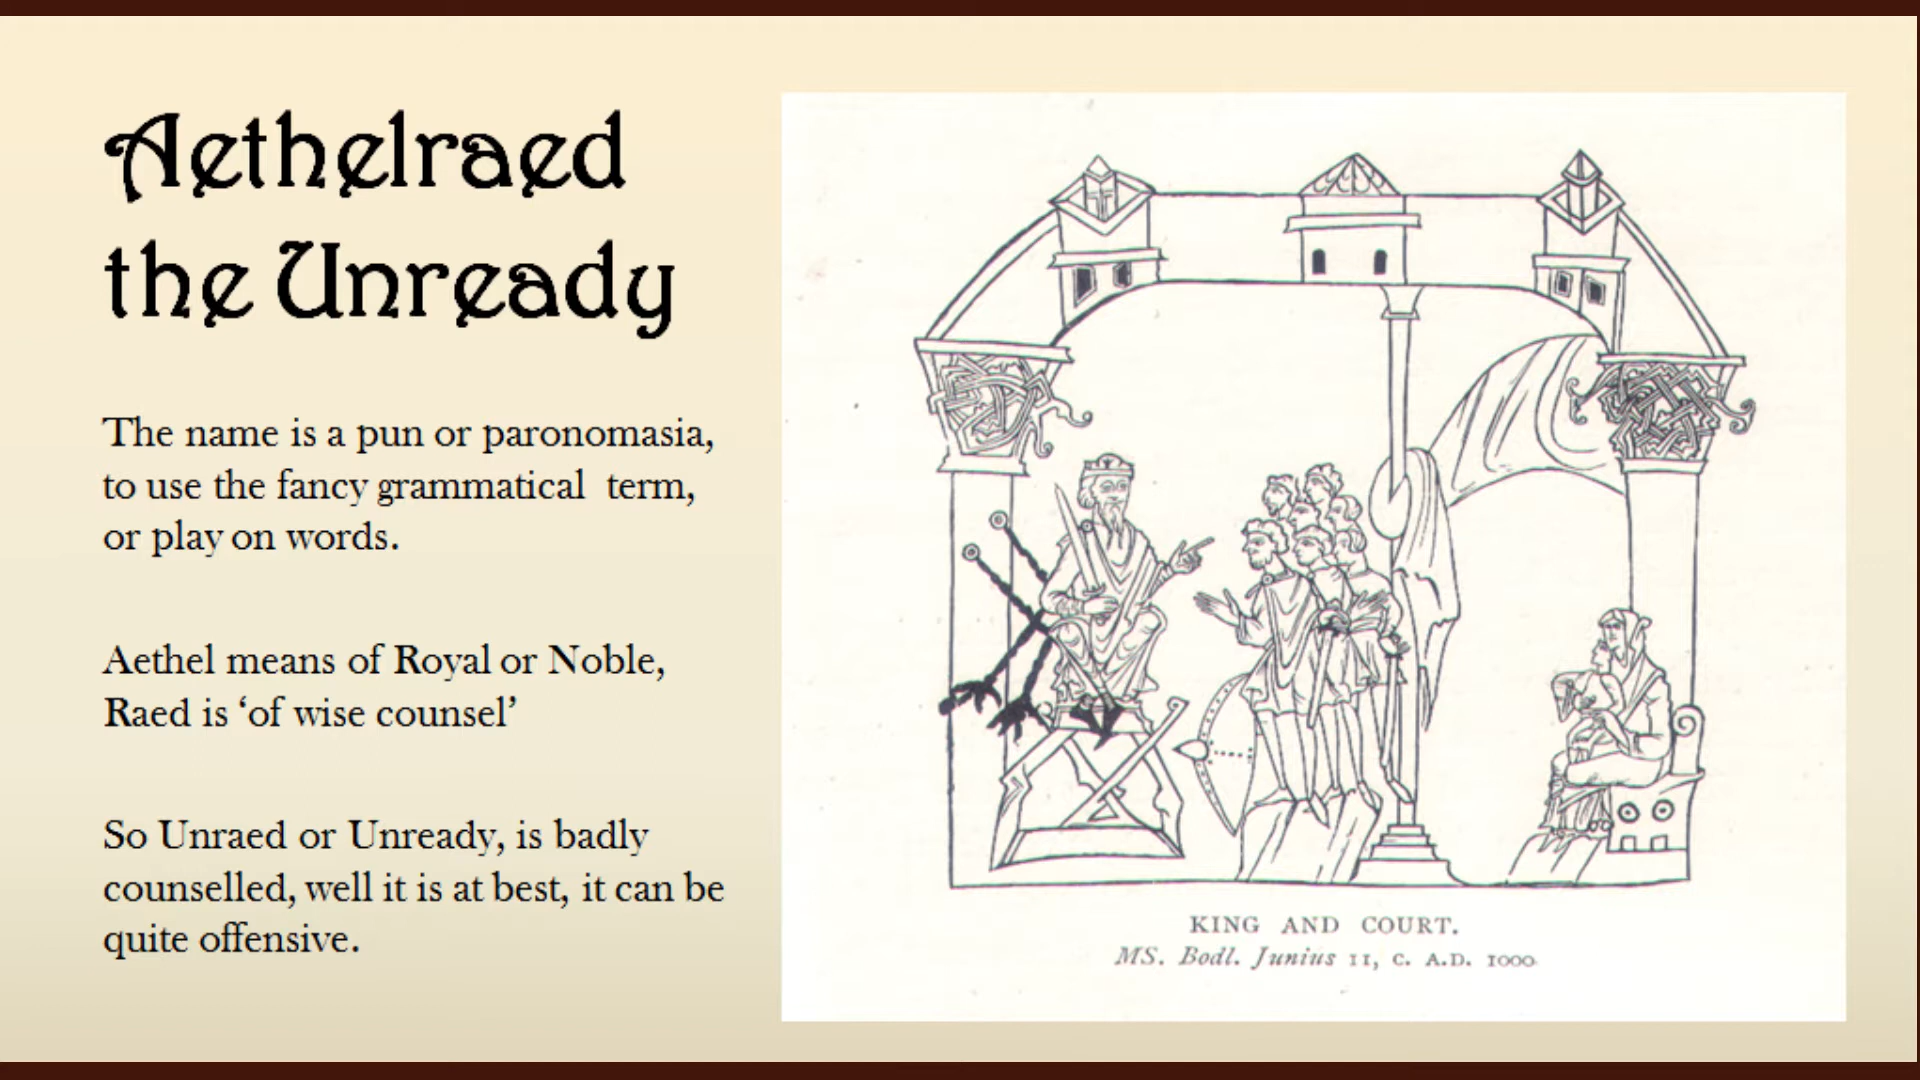 Aethelraed
the Unready
The name is a pun or paronomasia,
to use the fancy grammatical term,
or play on words.
Aethel means of Royal or Noble,
Raed is ‘of wise counsel’
So Unraed or Unready, is badly
counselled, well it is at best, it can be
quite offensive.
KING AND COURT.
MS. Bodl. Junius 11, C. A.D. 1000